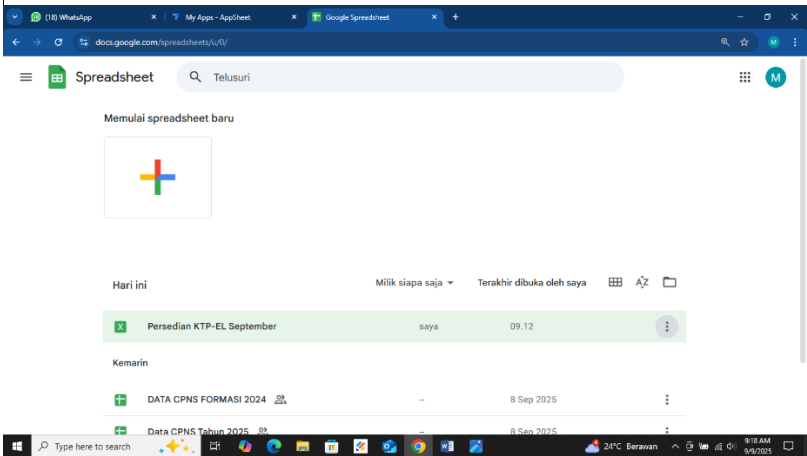 (18) WhatsApp
My Apps - AppSheet
Google Spreadsheet
docs.google.com/spreadsheets/u/0/
M
Spreadsheet
Telusuri
M
Memulai spreadsheet baru
Hari ini
Milik siapa saja
Terakhir dibuka oleh saya
AZ
X
Persedian KTP-EL September
saya
09.12
Kemarin
DATA CPNS FORMASI 2024
–
8 Sep 2025
Data CPNS Tahun 2025
–
8 Sep 2025
Type here to search
24°C Berawan
9:18 AM
9/9/2025